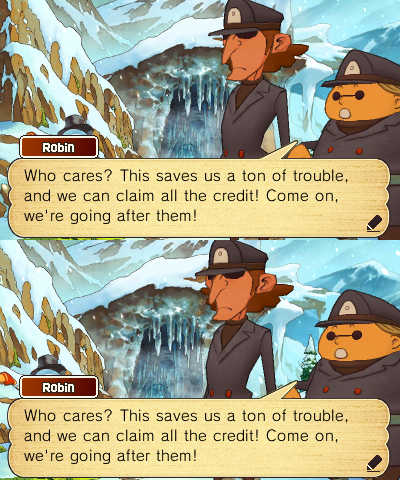 Robin
Who cares? This saves us a ton of trouble,
and we can claim all the credit! Come on,
we're going after them!
Robin
Who cares? This saves us a ton of trouble,
and we can claim all the credit! Come on,
we're going after them!